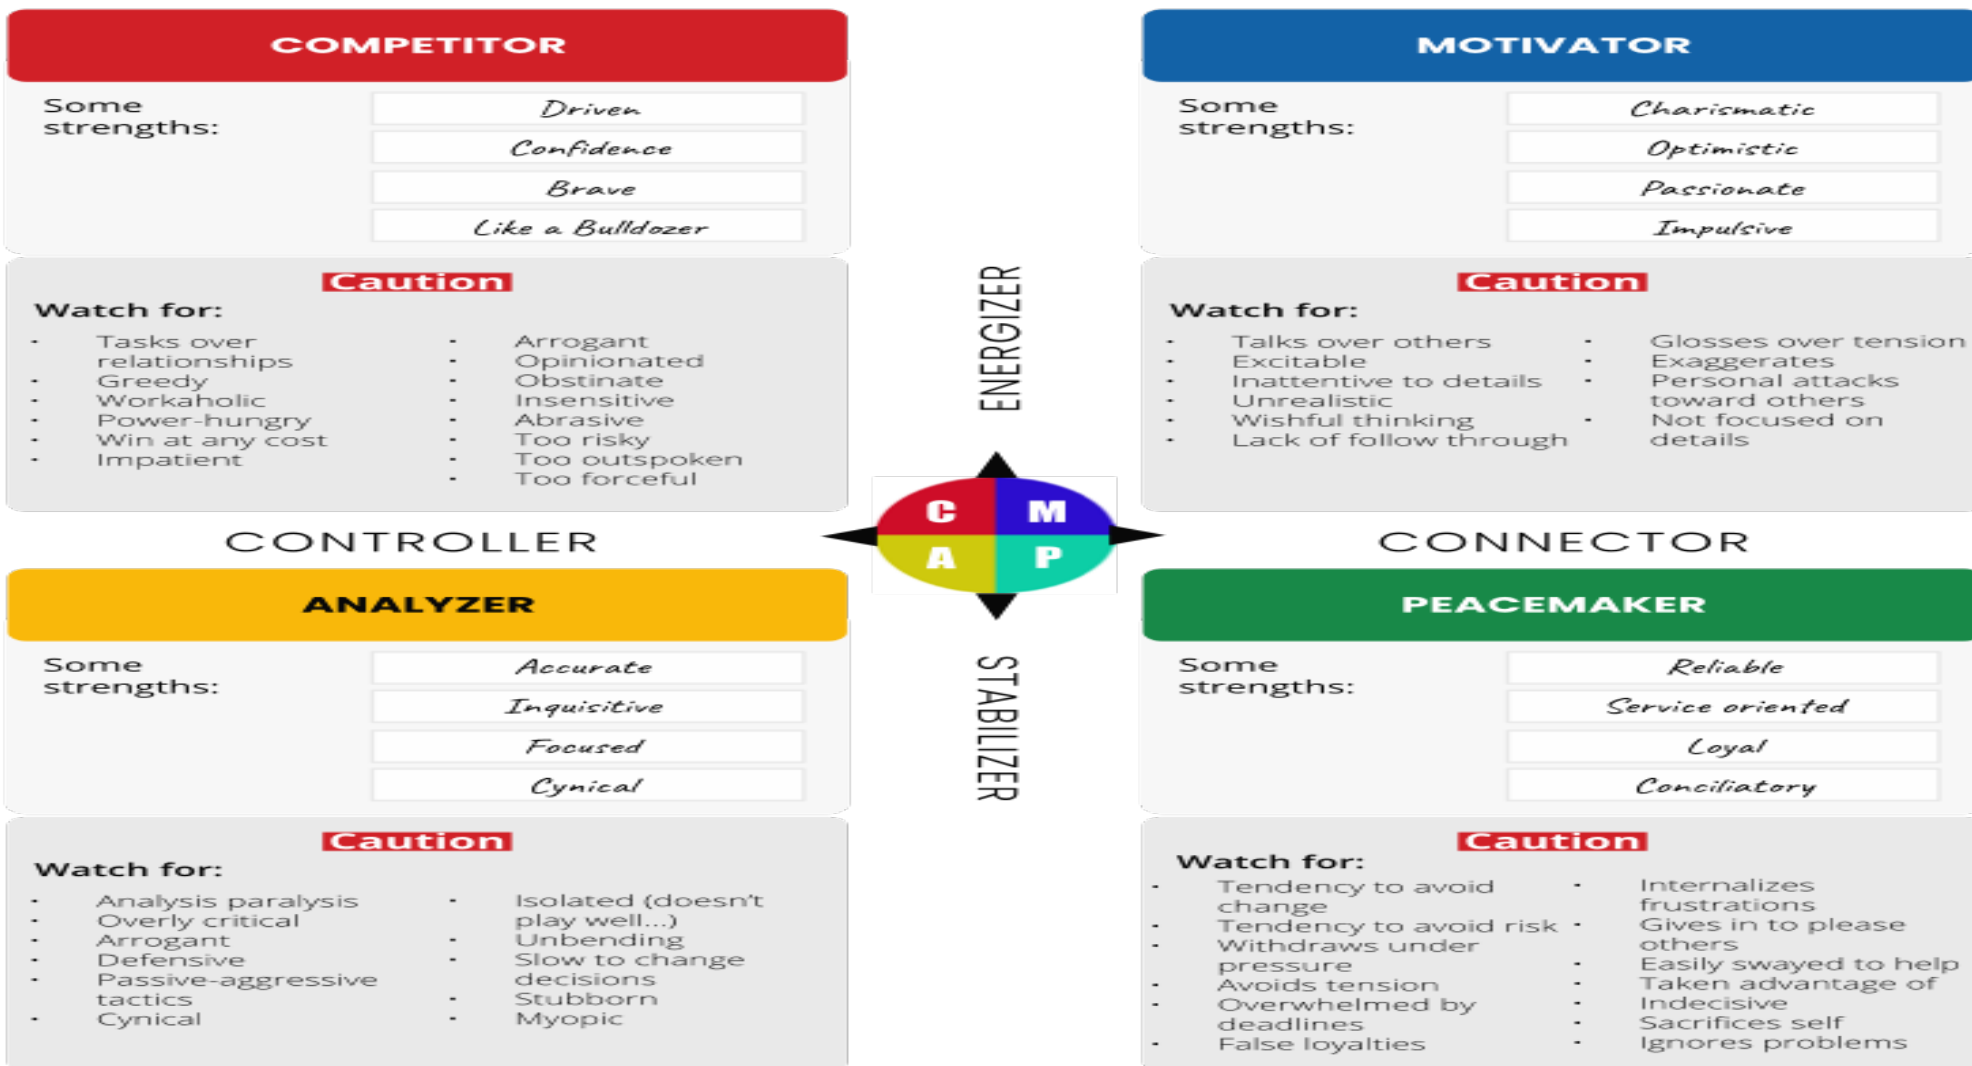 COMPETITOR
Some
strengths:
Driven
Confidence
Brave
Like a Bulldozer
Caution
Watch for:
• Tasks over
relationships
• Greedy
• Workaholic
• Power-hungry
• Win at any cost
• Impatient
• Arrogant
• Opinionated
• Obstinate
• Insensitive
• Abrasive
• Too risky
• Too outspoken
• Too forceful
MOTIVATOR
Some
strengths:
Charismatic
Optimistic
Passionate
Impulsive
Caution
Watch for:
• Talks over others
• Excitable
• Inattentive to details
• Unrealistic
• Wishful thinking
• Lack of follow through
• Glosses over tension
• Exaggerates
• Personal attacks
toward others
• Not focused on
details
ENERGIZER
CONTROLLER
C M
A P
CONNECTOR
STABILIZER
ANALYZER
Some
strengths:
Accurate
Inquisitive
Focused
Cynical
Caution
Watch for:
• Analysis paralysis
• Overly critical
• Arrogant
• Defensive
• Passive-aggressive
tactics
• Cynical
• Isolated (doesn't
play well...)
• Unbending
• Slow to change
decisions
• Stubborn
• Myopic
PEACEMAKER
Some
strengths:
Reliable
Service oriented
Loyal
Conciliatory
Caution
Watch for:
• Tendency to avoid
change
• Tendency to avoid risk
• Withdraws under
pressure
• Avoids tension
• Overwhelmed by
deadlines
• False loyalties
• Internalizes
frustrations
• Gives in to please
others
• Easily swayed to help
• Taken advantage of
• Indecisive
• Sacrifices self
• Ignores problems